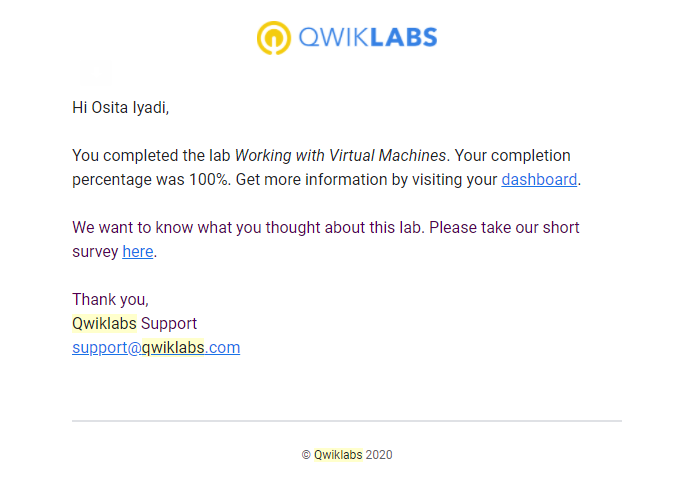 QWIKLABS
Hi Osita Iyadi,
You completed the lab Working with Virtual Machines. Your completion
percentage was 100%. Get more information by visiting your dashboard.
We want to know what you thought about this lab. Please take our short
survey here.
Thank you,
Qwiklabs Support
support@qwiklabs.com
© Qwiklabs 2020